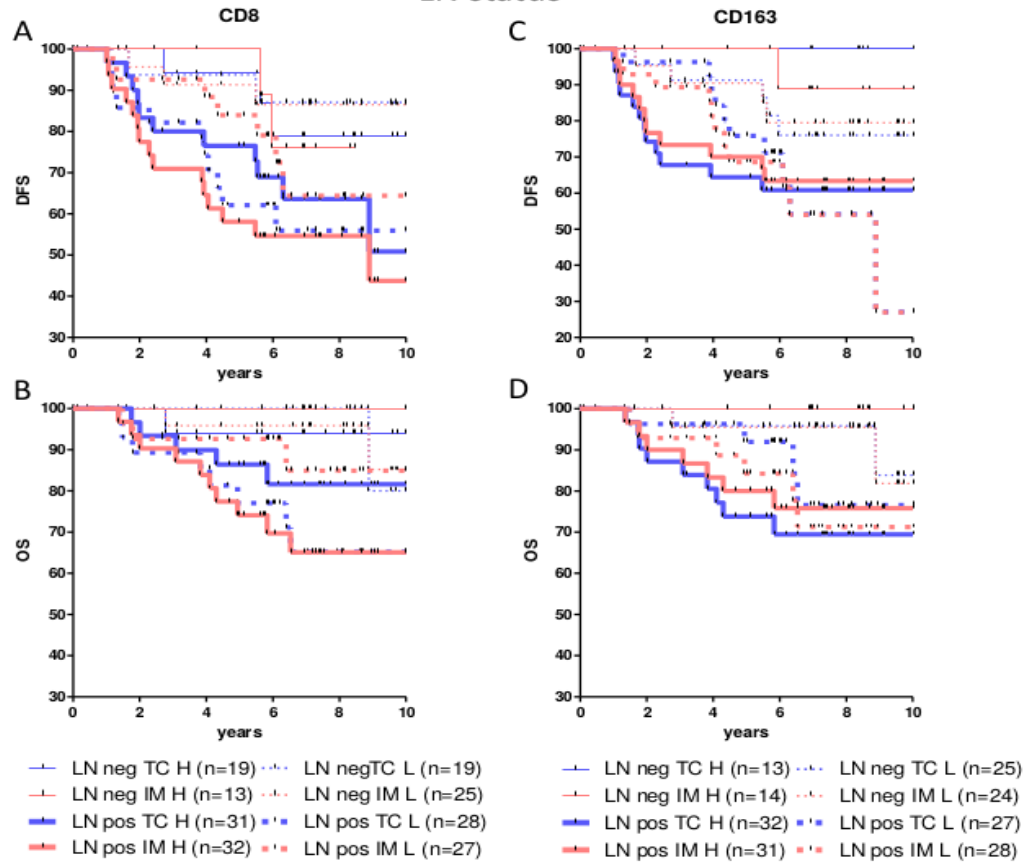 CD8
CD163
A
C
100
90
80
70
60
50
40
30
DFS
0 2 4 6 8 10
years
100
90
80
70
60
50
40
30
20
DFS
0 2 4 6 8 10
years
B
D
100
90
80
70
60
50
40
30
OS
0 2 4 6 8 10
years
100
90
80
70
60
50
40
30
OS
0 2 4 6 8 10
years
LN neg TC H (n=19)
LN neg IM H (n=13)
LN pos TC H (n=31)
LN pos IM H (n=32)
LN negTC L (n=19)
LN neg IM L (n=25)
LN pos TC L (n=28)
LN pos IM L (n=27)
LN neg TC H (n=13)
LN neg IM H (n=14)
LN pos TC H (n=32)
LN pos IM H (n=31)
LN neg TC L (n=25)
LN neg IM L (n=24)
LN pos TC L (n=27)
LN pos IM L (n=28)